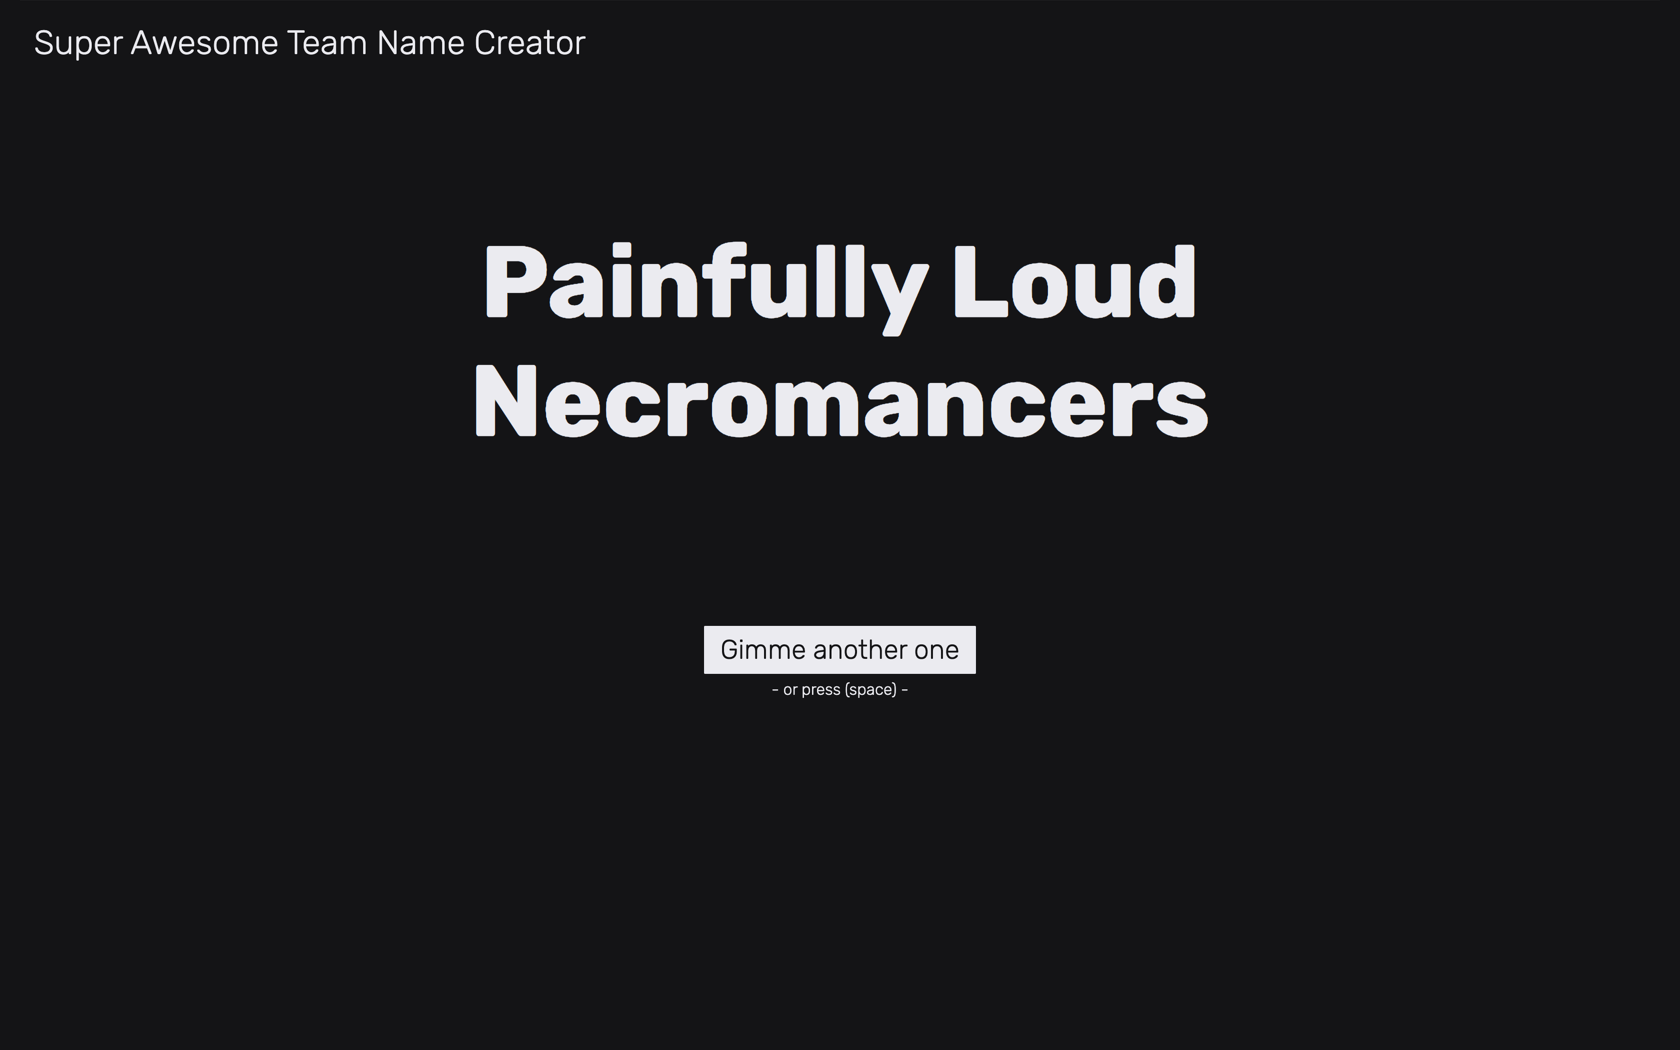 Super Awesome Team Name Creator
Painfully Loud
Necromancers
Gimme another one
- or press (space) -